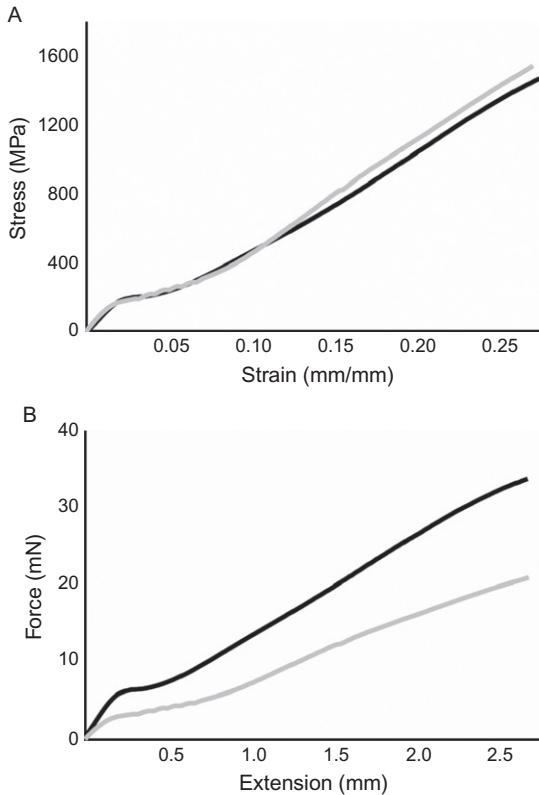 A
1600
1200
800
400
0
Stress (MPa)
0.05 0.10 0.15 0.20 0.25
Strain (mm/mm)
B
40
30
20
10
0
Force (mN)
0.5 1.0 1.5 2.0 2.5
Extension (mm)